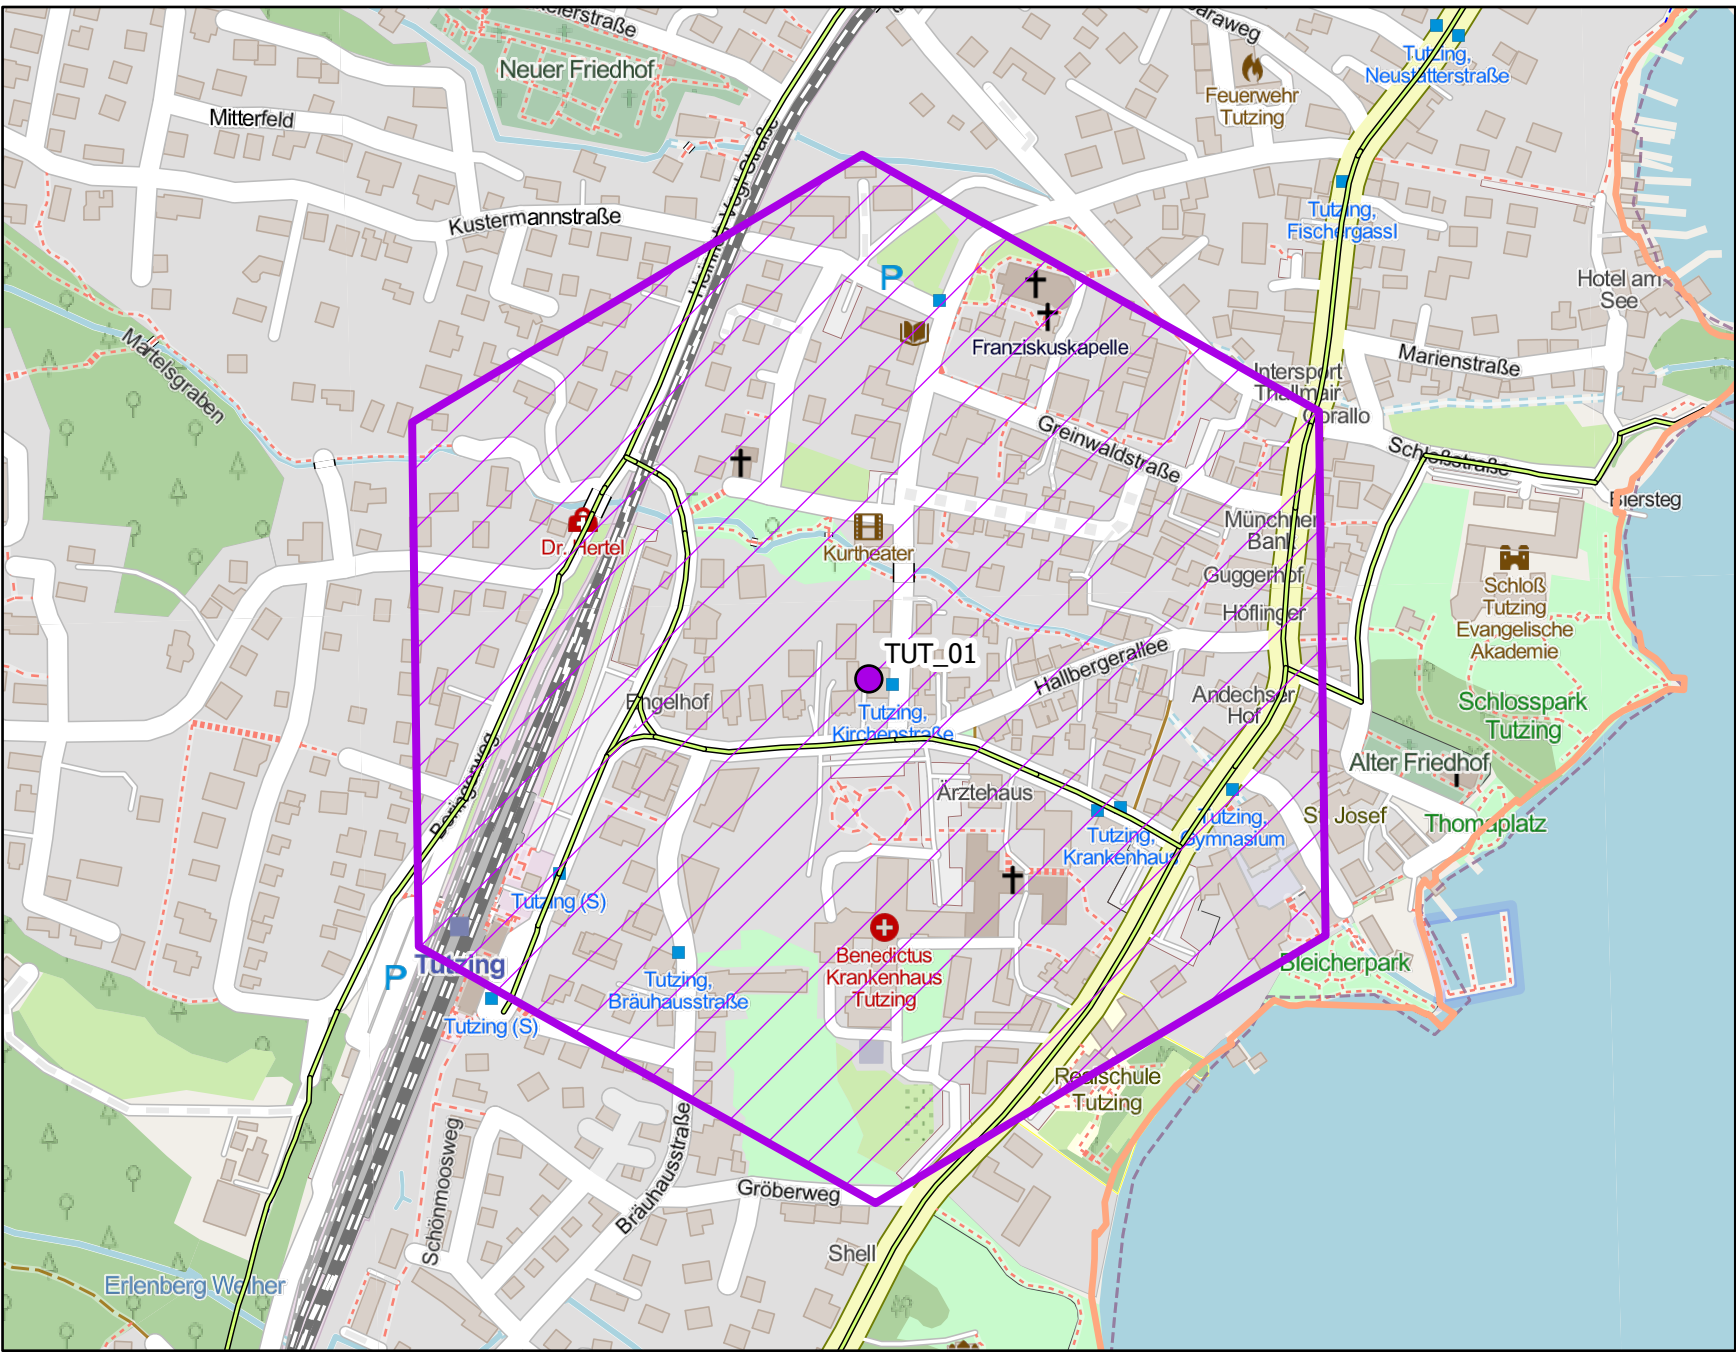 Neuer Friedhof
Tutzing,
Neustätterstraße
Feuerwehr
Tutzing
Mitterfeld
Kustermannstraße
Tutzing,
Fischergassl
P
Hotel am
See
Martelsgraben
Franziskuskapelle
Marienstraße
Intersport
Thallmair
Corallo
Greinwaldstraße
Schloßstraße
Biersteg
Münchner
Bank
Dr. Hertel
Kurtheater
Guggerhof
Schloß
Tutzing
Evangelische
Akademie
Höflinger
TUT_01
Hallbergerallee
Engelhof
Andechser
Hof
Schlosspark
Tutzing
Tutzing,
Kirchenstraße
Alter Friedhof
Beringerweg
Ärztehaus
St. Josef
Thomaplatz
Tutzing,
Gymnasium
Tutzing,
Krankenhaus
Tutzing (S)
P
Tutzing
Benedictus
Krankenhaus
Tutzing
Bleicherpark
Tutzing,
Bräuhausstraße
Tutzing (S)
Realschule
Tutzing
Schönmoosweg
Bräuhausstraße
Gröberweg
Shell
Erlenberg Weiher